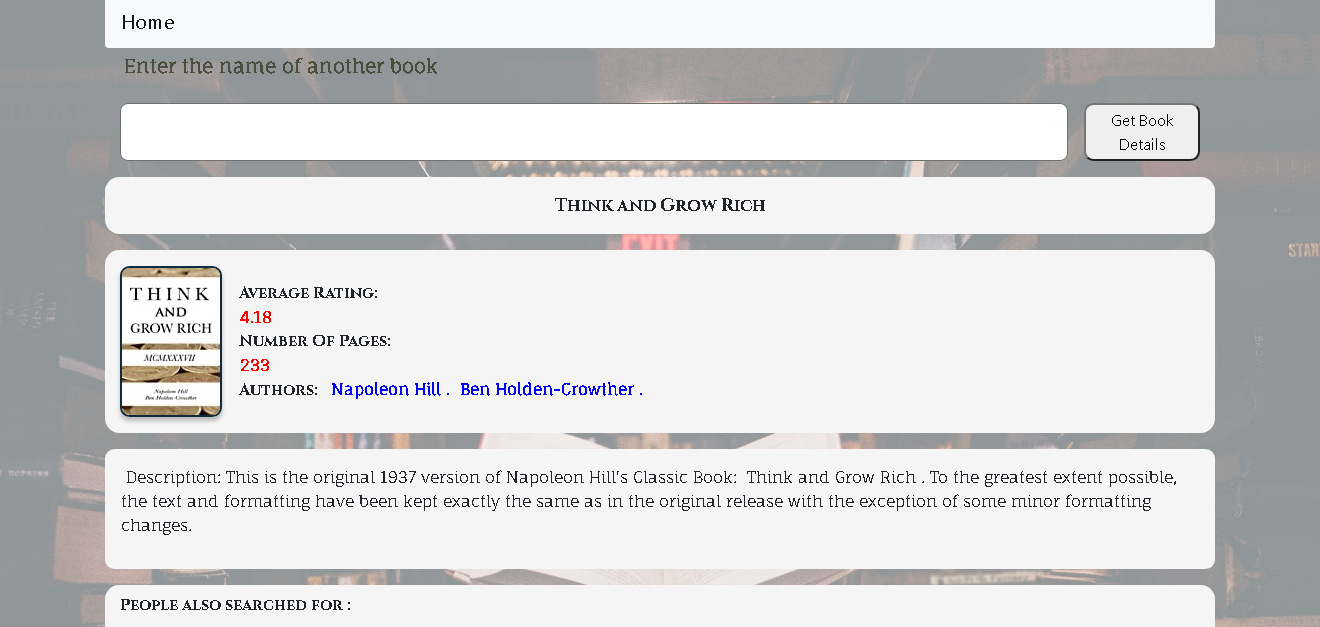 Home
Enter the name of another book
Get Book
Details
Think and Grow Rich
EXIT
START
THINK
AND
GROW RICH
MCMXXXVII
Napoleon Hill
Ben Holden-Crowther
Average Rating:
4.18
Number Of Pages:
233
Authors: Napoleon Hill . Ben Holden-Crowther .
Description: This is the original 1937 version of Napoleon Hill's Classic Book: Think and Grow Rich . To the greatest extent possible,
the text and formatting have been kept exactly the same as in the original release with the exception of some minor formatting
changes.
People also searched for :